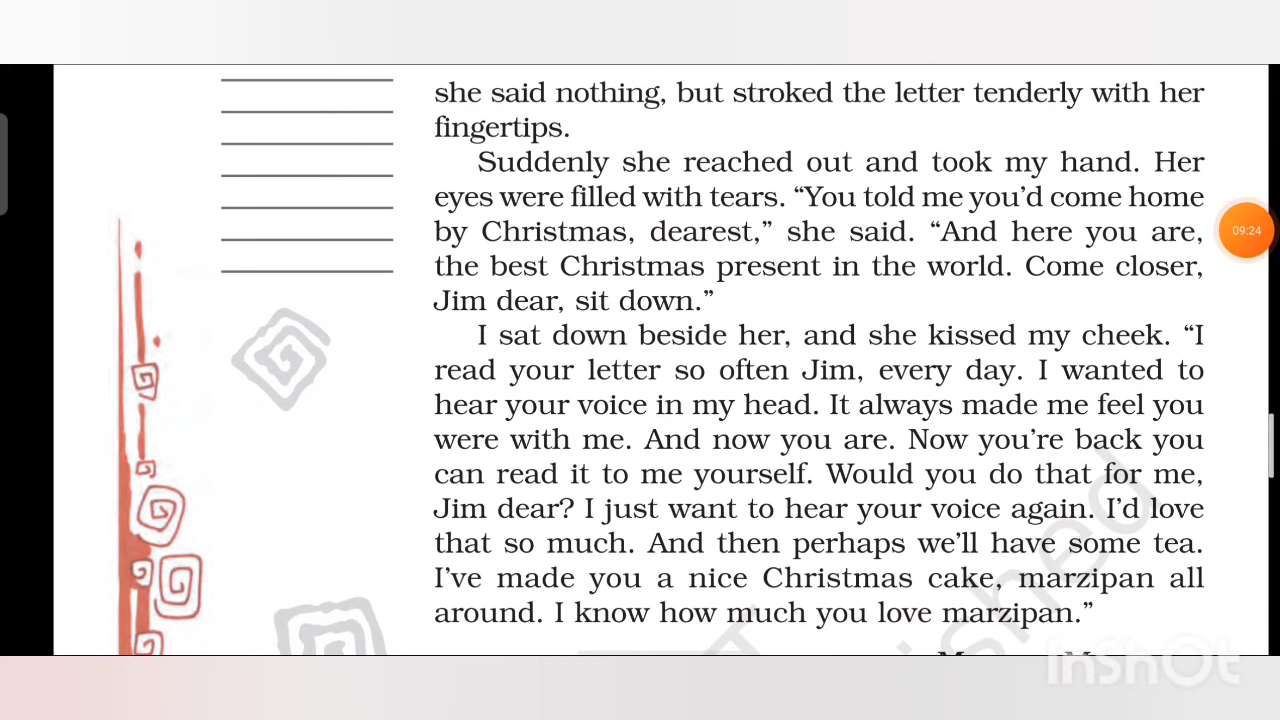 she said nothing, but stroked the letter tenderly with her
fingertips.
Suddenly she reached out and took my hand. Her
eyes were filled with tears. “You told me you’d come home
by Christmas, dearest,” she said. “And here you are,
the best Christmas present in the world. Come closer,
Jim dear, sit down.”
I sat down beside her, and she kissed my cheek. “I
read your letter so often Jim, every day. I wanted to
hear your voice in my head. It always made me feel you
were with me. And now you are. Now you’re back you
can read it to me yourself. Would you do that for me,
Jim dear? I just want to hear your voice again. I’d love
that so much. And then perhaps we’ll have some tea.
I’ve made you a nice Christmas cake, marzipan all
around. I know how much you love marzipan.”
09:24
InShOt